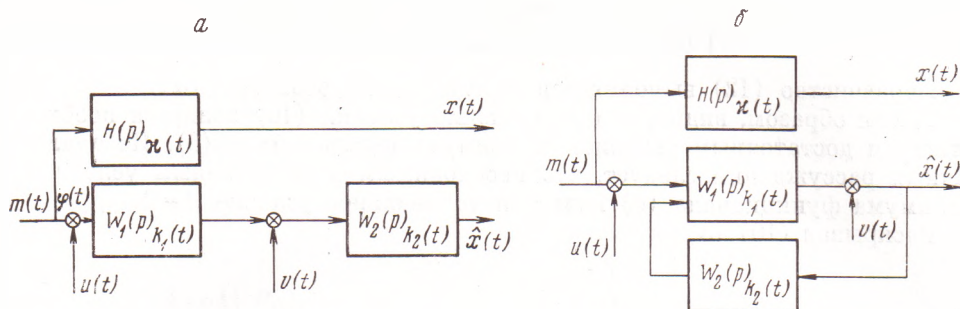 а
б
H(p)
ϰ(t)
x(t)
m(t)
φ(t)
W₁(p)
k₁(t)
W₂(p)
k₂(t)
x̂(t)
u(t)
v(t)
H(p)
ϰ(t)
x(t)
m(t)
W₁(p)
k₁(t)
x̂(t)
u(t)
v(t)
W₂(p)
k₂(t)